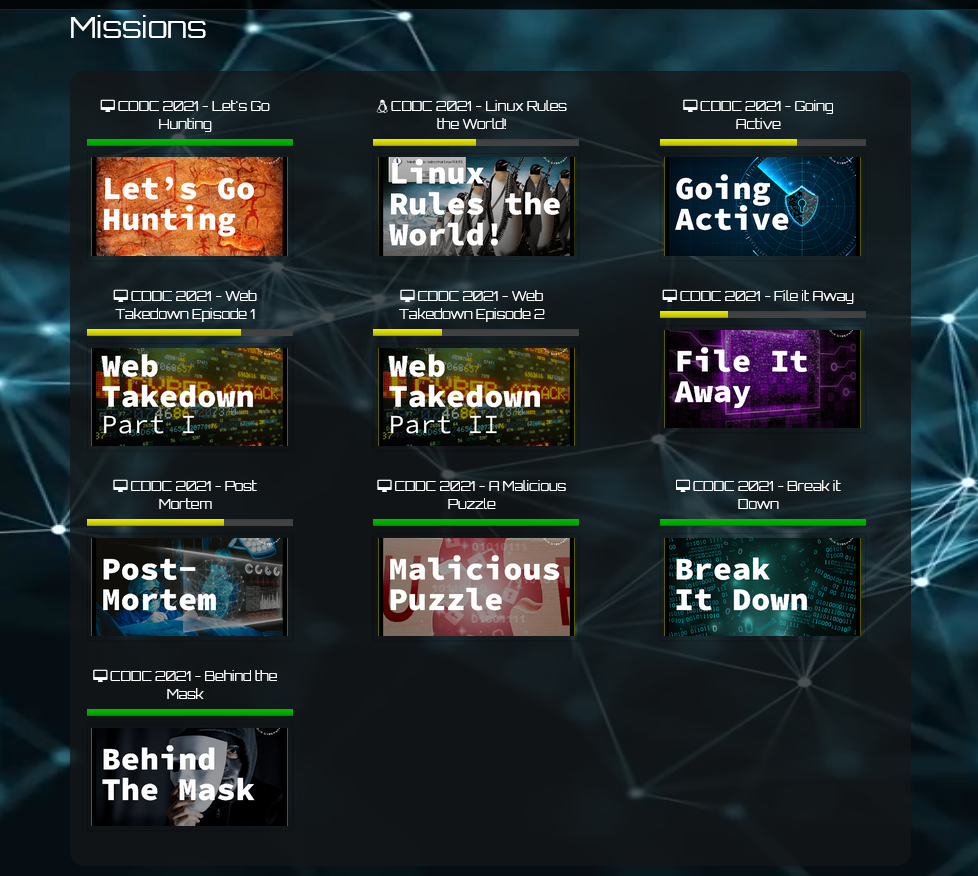 Missions
CDDC 2021 - Let's Go
Hunting
CDDC 2021 - Linux Rules
the World!
CDDC 2021 - Going
Active
Let's Go
Hunting
Linux
Rules the
World!
Going
Active
CDDC 2021 - Web
Takedown Episode 1
CDDC 2021 - Web
Takedown Episode 2
CDDC 2021 - File it Away
Web
Takedown
Part I
Web
Takedown
Part II
File It
Away
CDDC 2021 - Post
Mortem
CDDC 2021 - A Malicious
Puzzle
CDDC 2021 - Break it
Down
Post-
Mortem
Malicious
Puzzle
Break
It Down
CDDC 2021 - Behind the
Mask
Behind
The Mask